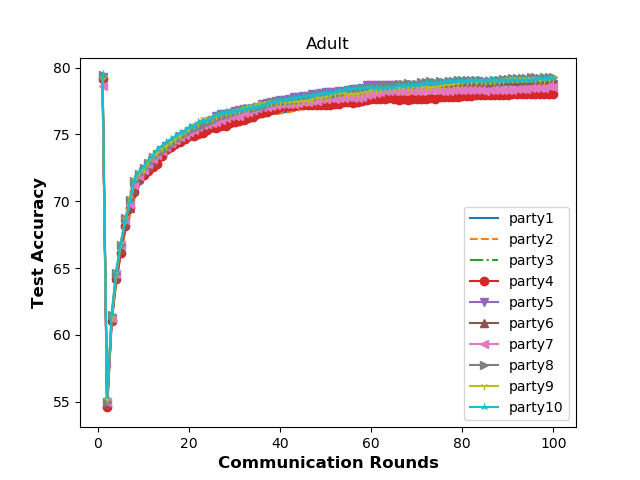 Adult
Test Accuracy
80
75
70
65
60
55
0 20 40 60 80 100
Communication Rounds
party1
party2
party3
party4
party5
party6
party7
party8
party9
party10